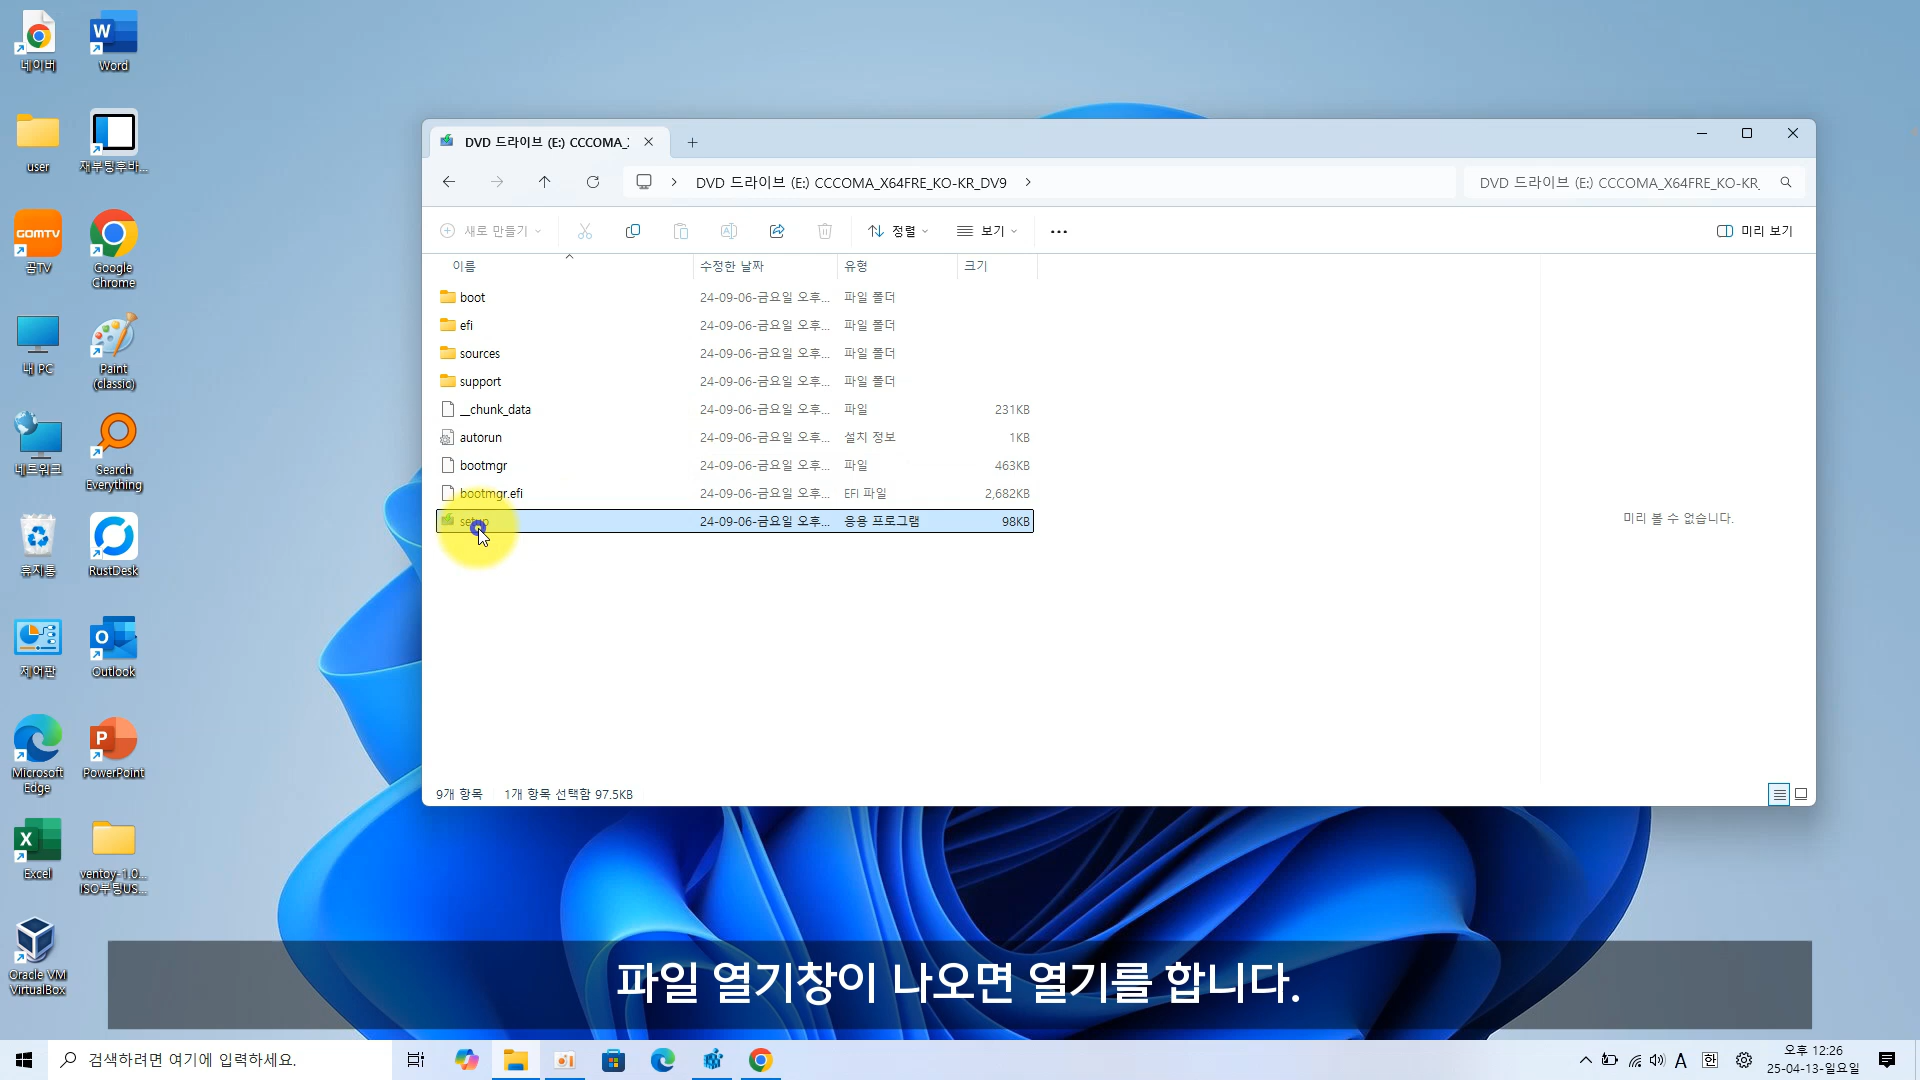 네이버
Word
user
재부팅후바...
GOMTV
곰TV
Google
Chrome
내 PC
Paint
(classic)
네트워크
Search
Everything
휴지통
RustDesk
제어판
Outlook
Microsoft
Edge
PowerPoint
Excel
ventoy-1.0...
ISO부팅US...
Oracle VM
VirtualBox
DVD 드라이브 (E:) CCCOMA_
DVD 드라이브 (E:) CCCOMA_X64FRE_KO-KR_DV9
DVD 드라이브 (E:) CCCOMA_X64FRE_KO-KR_
새로 만들기
정렬
보기
미리 보기
이름 수정한 날짜 유형 크기
boot 24-09-06-금요일 오후... 파일 폴더
efi 24-09-06-금요일 오후... 파일 폴더
sources 24-09-06-금요일 오후... 파일 폴더
support 24-09-06-금요일 오후... 파일 폴더
__chunk_data 24-09-06-금요일 오후... 파일 231KB
autorun 24-09-06-금요일 오후... 설치 정보 1KB
bootmgr 24-09-06-금요일 오후... 파일 463KB
bootmgr.efi 24-09-06-금요일 오후... EFI 파일 2,682KB
setup 24-09-06-금요일 오후... 응용 프로그램 98KB
미리 볼 수 없습니다.
9개 항목 1개 항목 선택함 97.5KB
파일 열기창이 나오면 열기를 합니다.
검색하려면 여기에 입력하세요.
A 한
오후 12:26
25-04-13-일요일